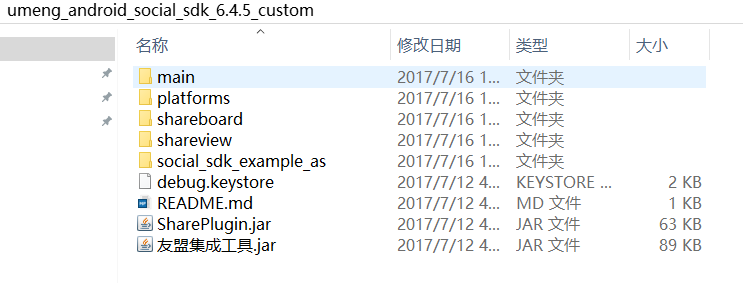 umeng_android_social_sdk_6.4.5_custom
名称 修改日期 类型 大小
main 2017/7/16 1... 文件夹
platforms 2017/7/16 1... 文件夹
shareboard 2017/7/16 1... 文件夹
shareview 2017/7/16 1... 文件夹
social_sdk_example_as 2017/7/16 1... 文件夹
debug.keystore 2017/7/12 4... KEYSTORE ... 2 KB
README.md 2017/7/12 4... MD 文件 1 KB
SharePlugin.jar 2017/7/12 4... JAR 文件 63 KB
友盟集成工具.jar 2017/7/12 4... JAR 文件 89 KB